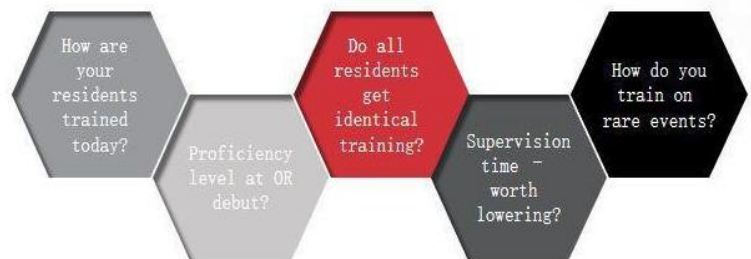 How are
your
residents
trained
today?
Proficiency
level at OR
debut?
Do all
residents
get
identical
training?
Supervision
time -
worth
lowering?
How do you
train on
rare events?